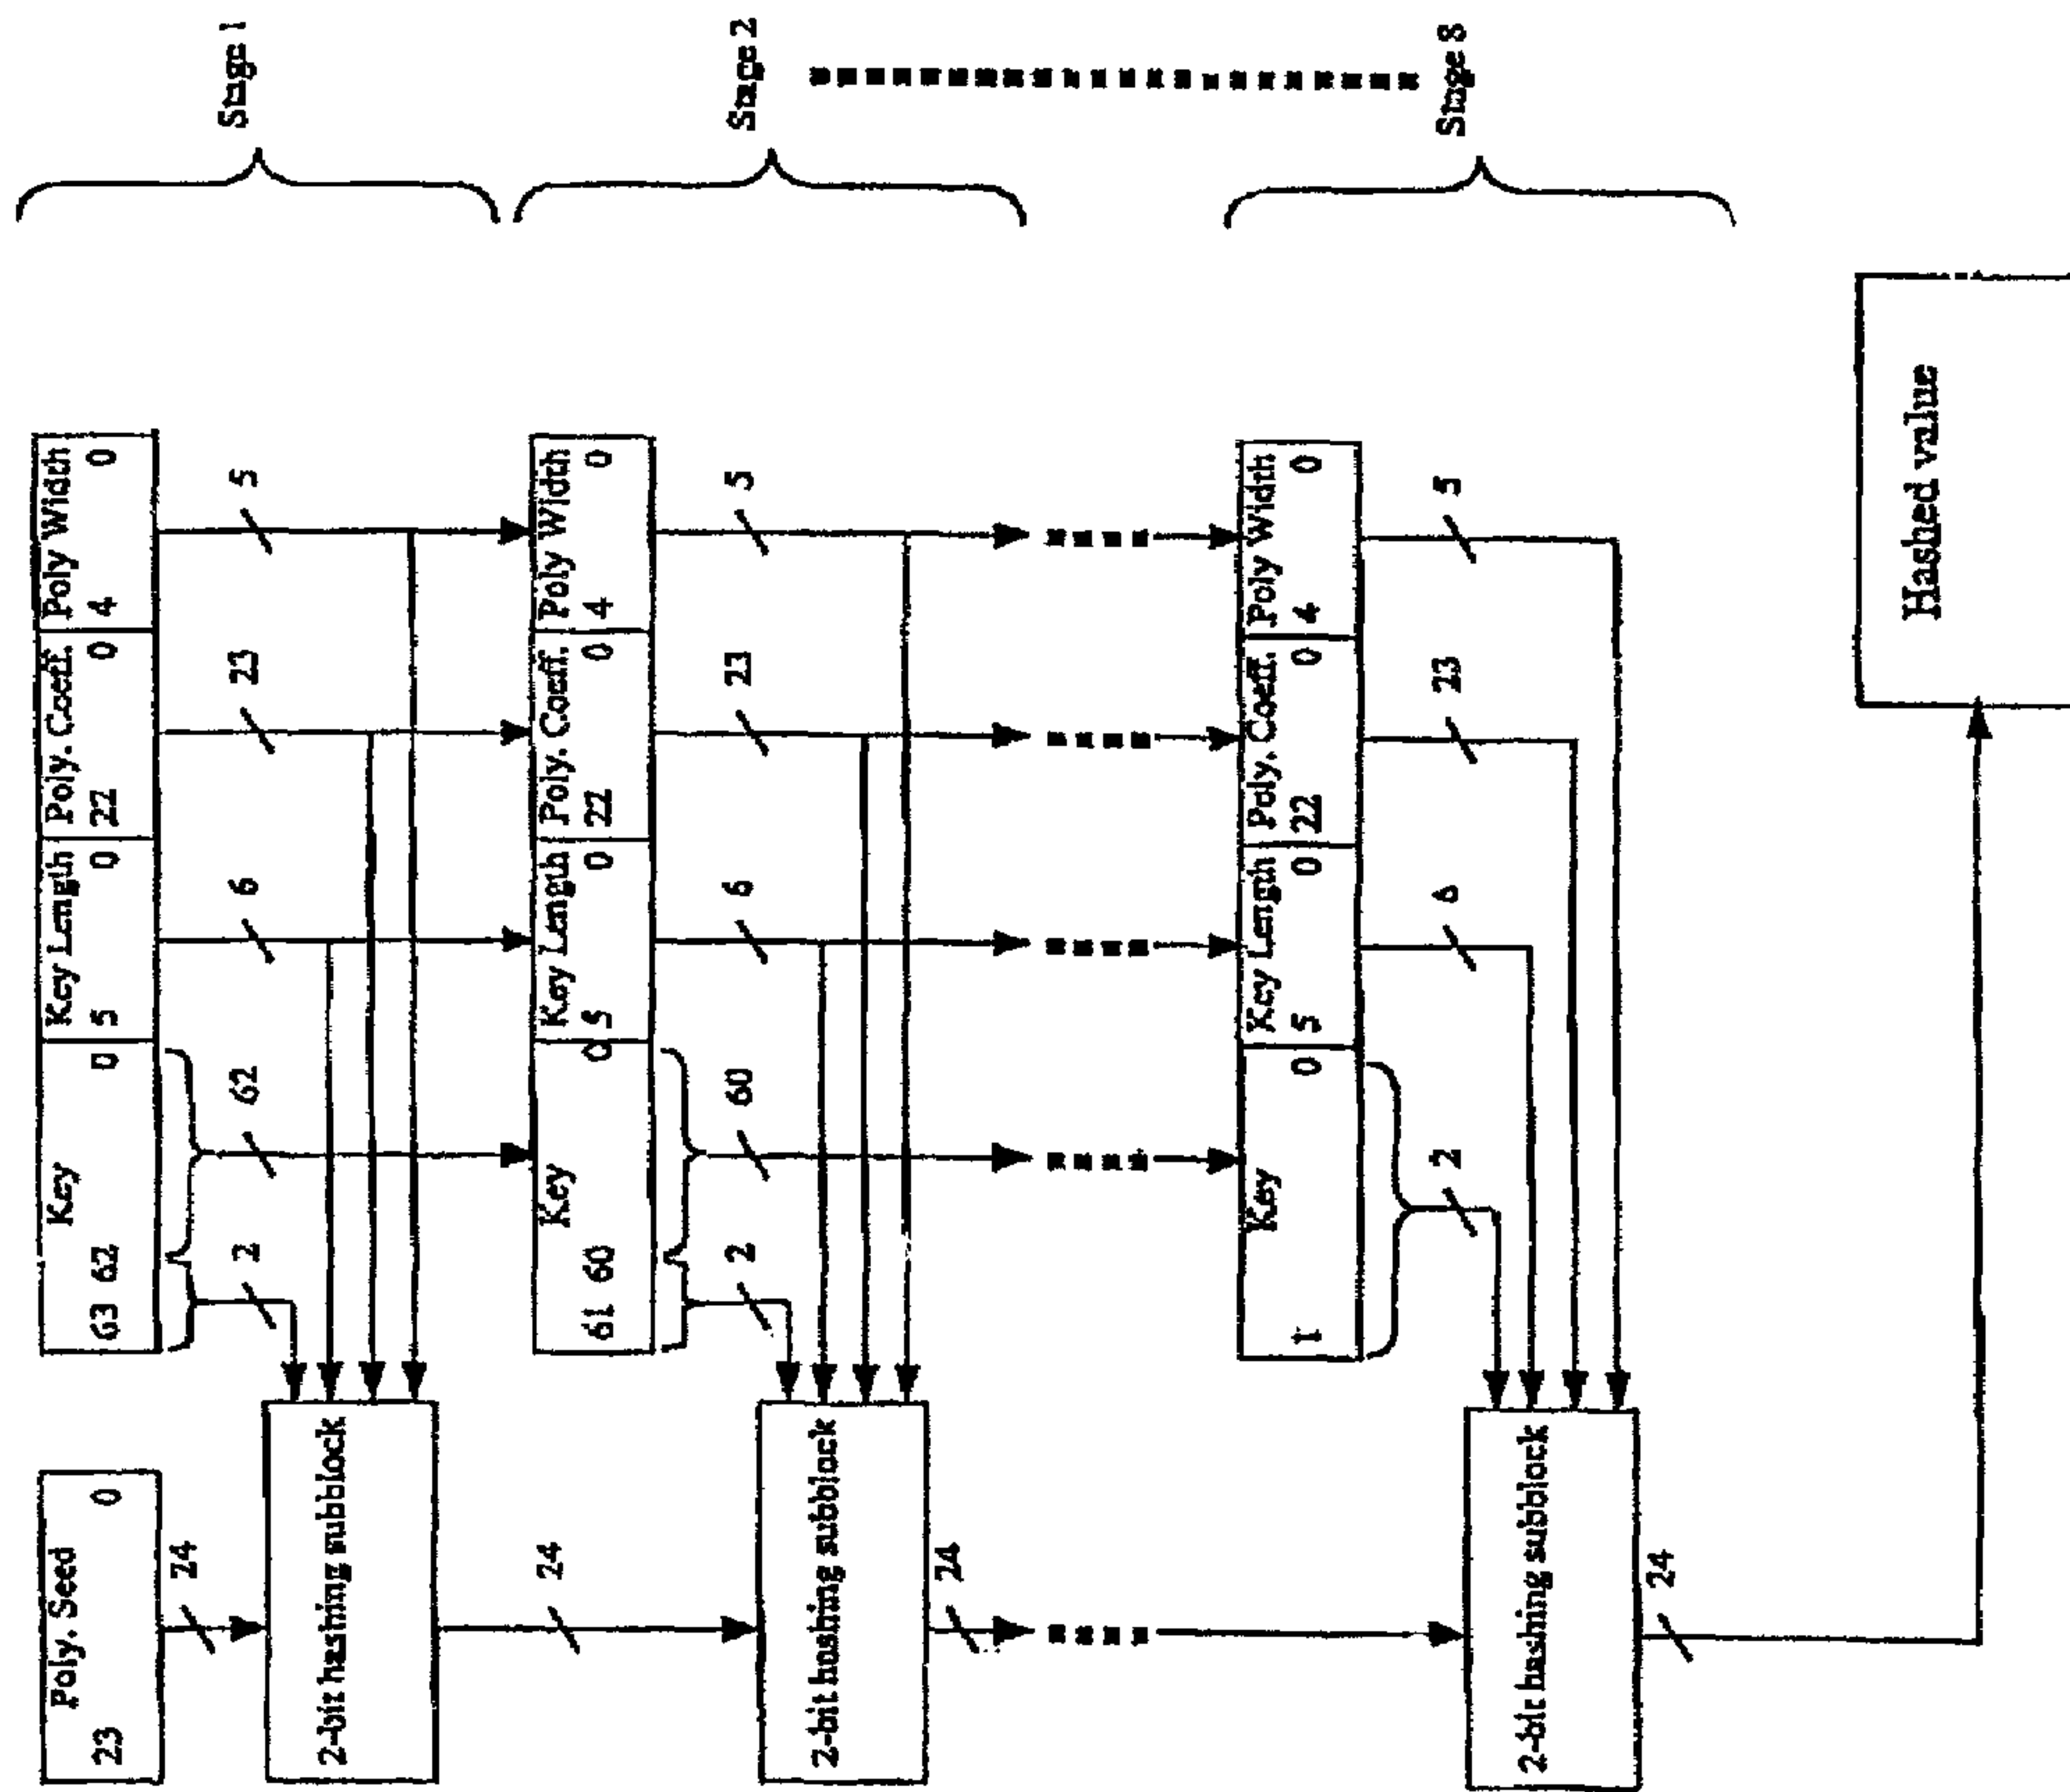 Poly. Seed
23 0
Key
63 62 0
Key Length
5 0
Poly. Coeff.
22 0
Poly Width
4 0
24
2
62
6
23
5
2-bit hashing subblock
Stage 1
24
Key
61 60 0
Key Length
5 0
Poly. Coeff.
22 0
Poly Width
4 0
2
60
6
23
5
2-bit hashing subblock
Stage 2
24
Key
1 0
Key Length
5 0
Poly. Coeff.
22 0
Poly Width
4 0
2
6
23
5
2-bit hashing subblock
Stage 8
24
Hashed value